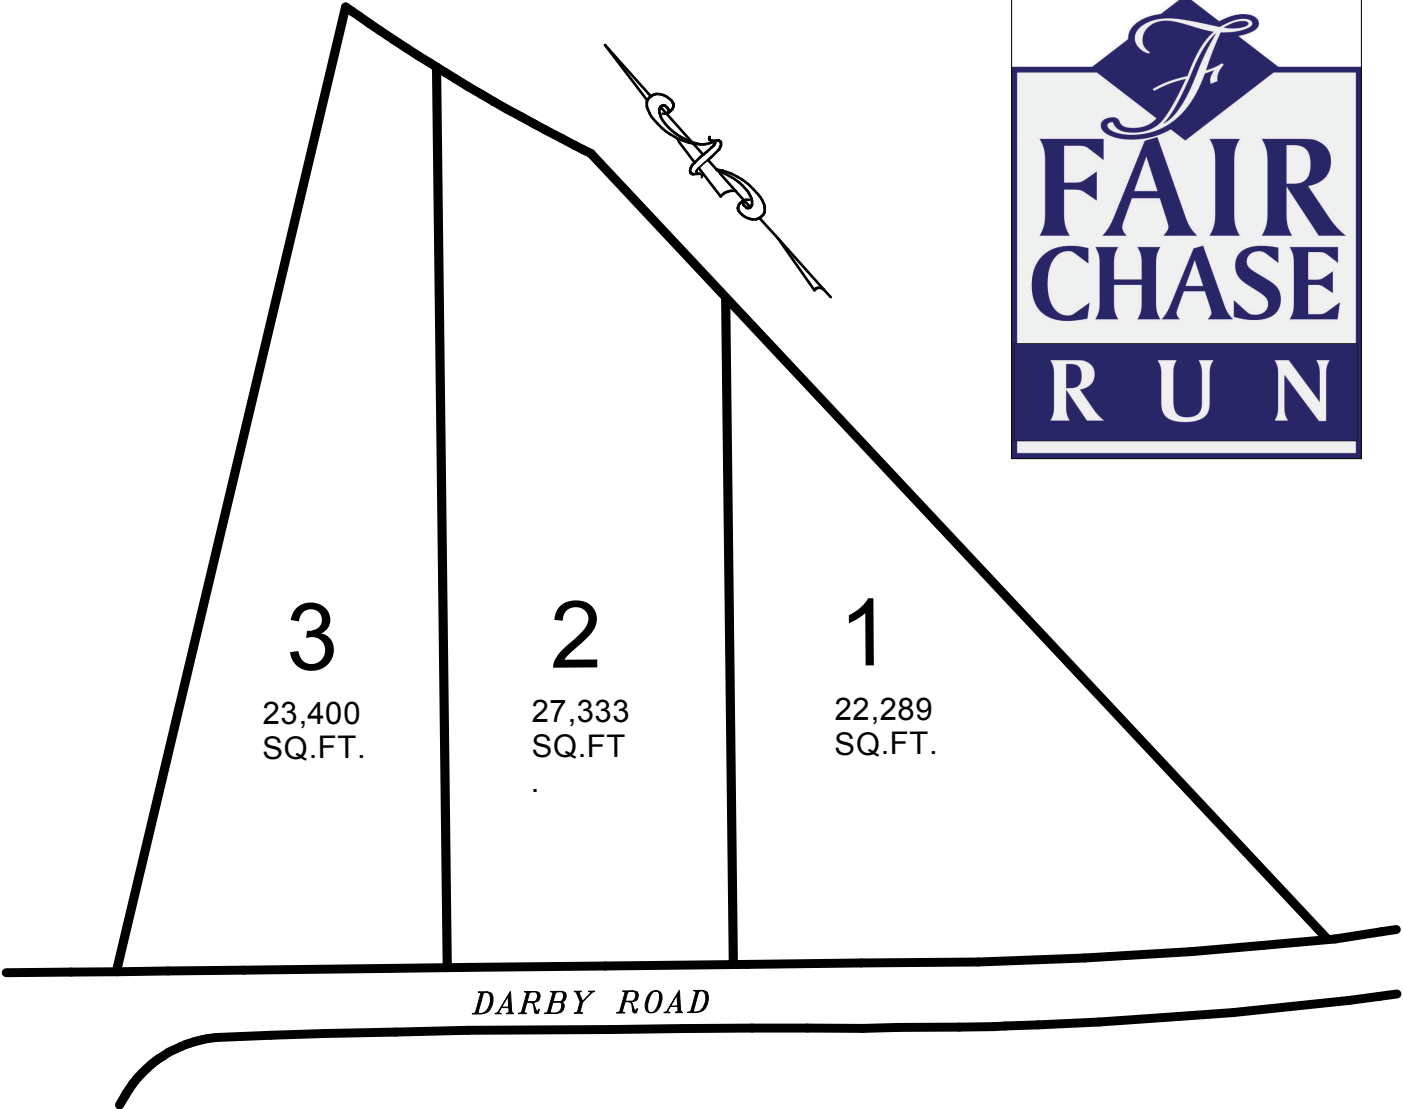 F
FAIR
CHASE
RUN
3
23,400
SQ.FT.
2
27,333
SQ.FT
.
1
22,289
SQ.FT.
DARBY ROAD